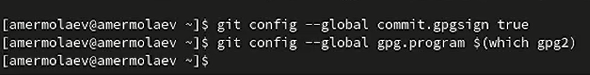 [amermolaev@amermolaev ~]$ git config --global commit.gpgsign true
[amermolaev@amermolaev ~]$ git config --global gpg.program $(which gpg2)
[amermolaev@amermolaev ~]$